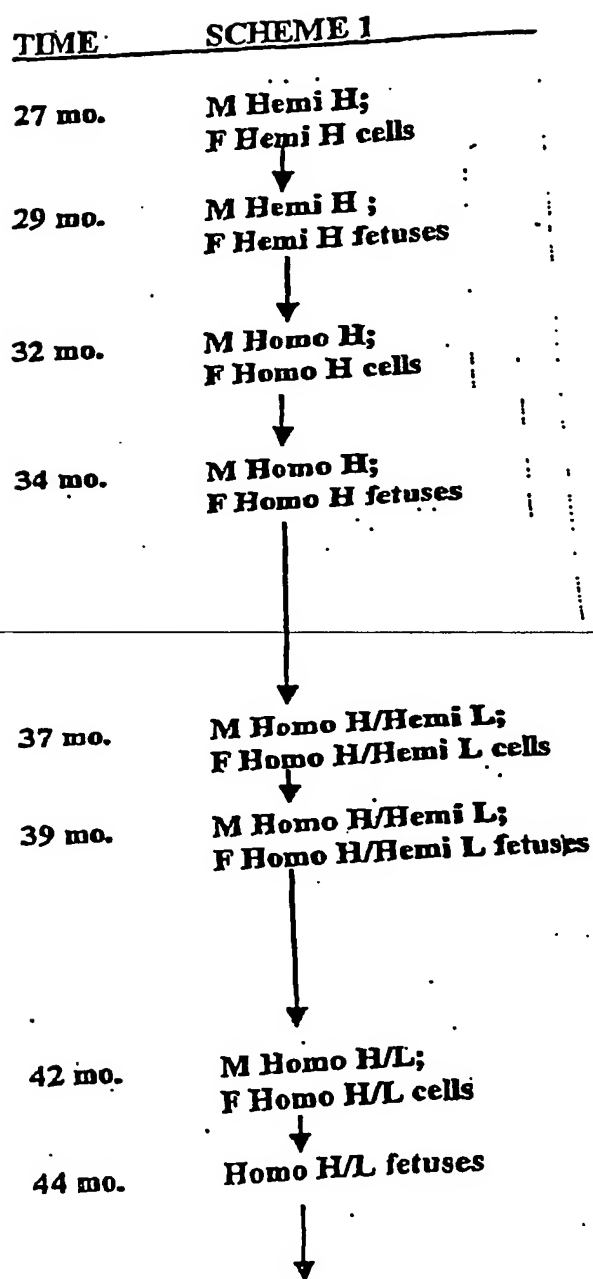 TIME SCHEME 1
27 mo. M Hemi H;
F Hemi H cells
29 mo. M Hemi H ;
F Hemi H fetuses
32 mo. M Homo H;
F Homo H cells
34 mo. M Homo H;
F Homo H fetuses
37 mo. M Homo H/Hemi L;
F Homo H/Hemi L cells
39 mo. M Homo H/Hemi L;
F Homo H/Hemi L fetuses
42 mo. M Homo H/L;
F Homo H/L cells
44 mo. Homo H/L fetuses